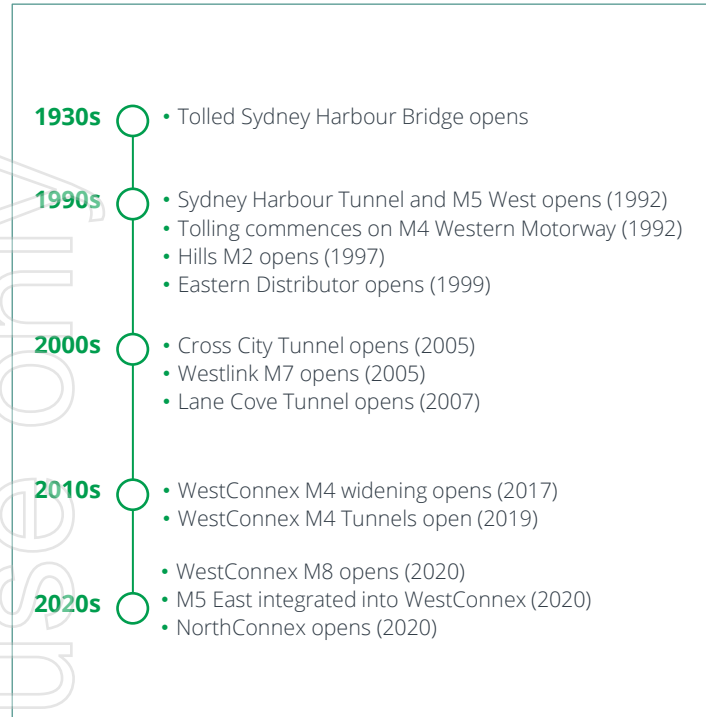 1930s
• Tolled Sydney Harbour Bridge opens
1990s
• Sydney Harbour Tunnel and M5 West opens (1992)
• Tolling commences on M4 Western Motorway (1992)
• Hills M2 opens (1997)
• Eastern Distributor opens (1999)
2000s
• Cross City Tunnel opens (2005)
• Westlink M7 opens (2005)
• Lane Cove Tunnel opens (2007)
2010s
• WestConnex M4 widening opens (2017)
• WestConnex M4 Tunnels open (2019)
2020s
• WestConnex M8 opens (2020)
• M5 East integrated into WestConnex (2020)
• NorthConnex opens (2020)
use only